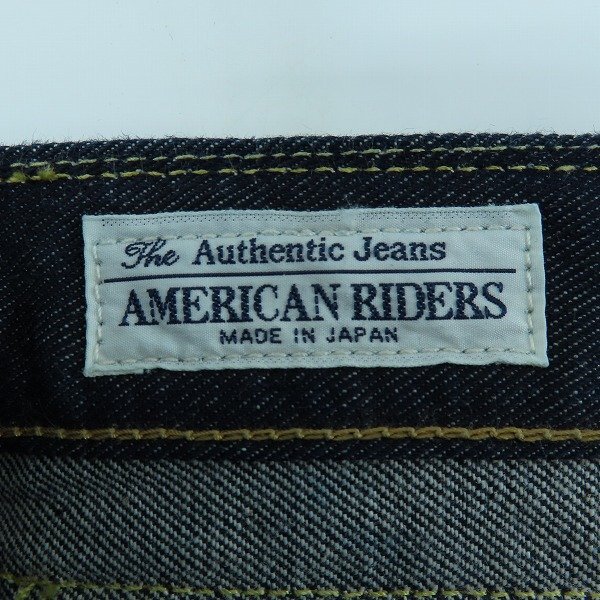 The Authentic Jeans
AMERICAN RIDERS
MADE IN JAPAN